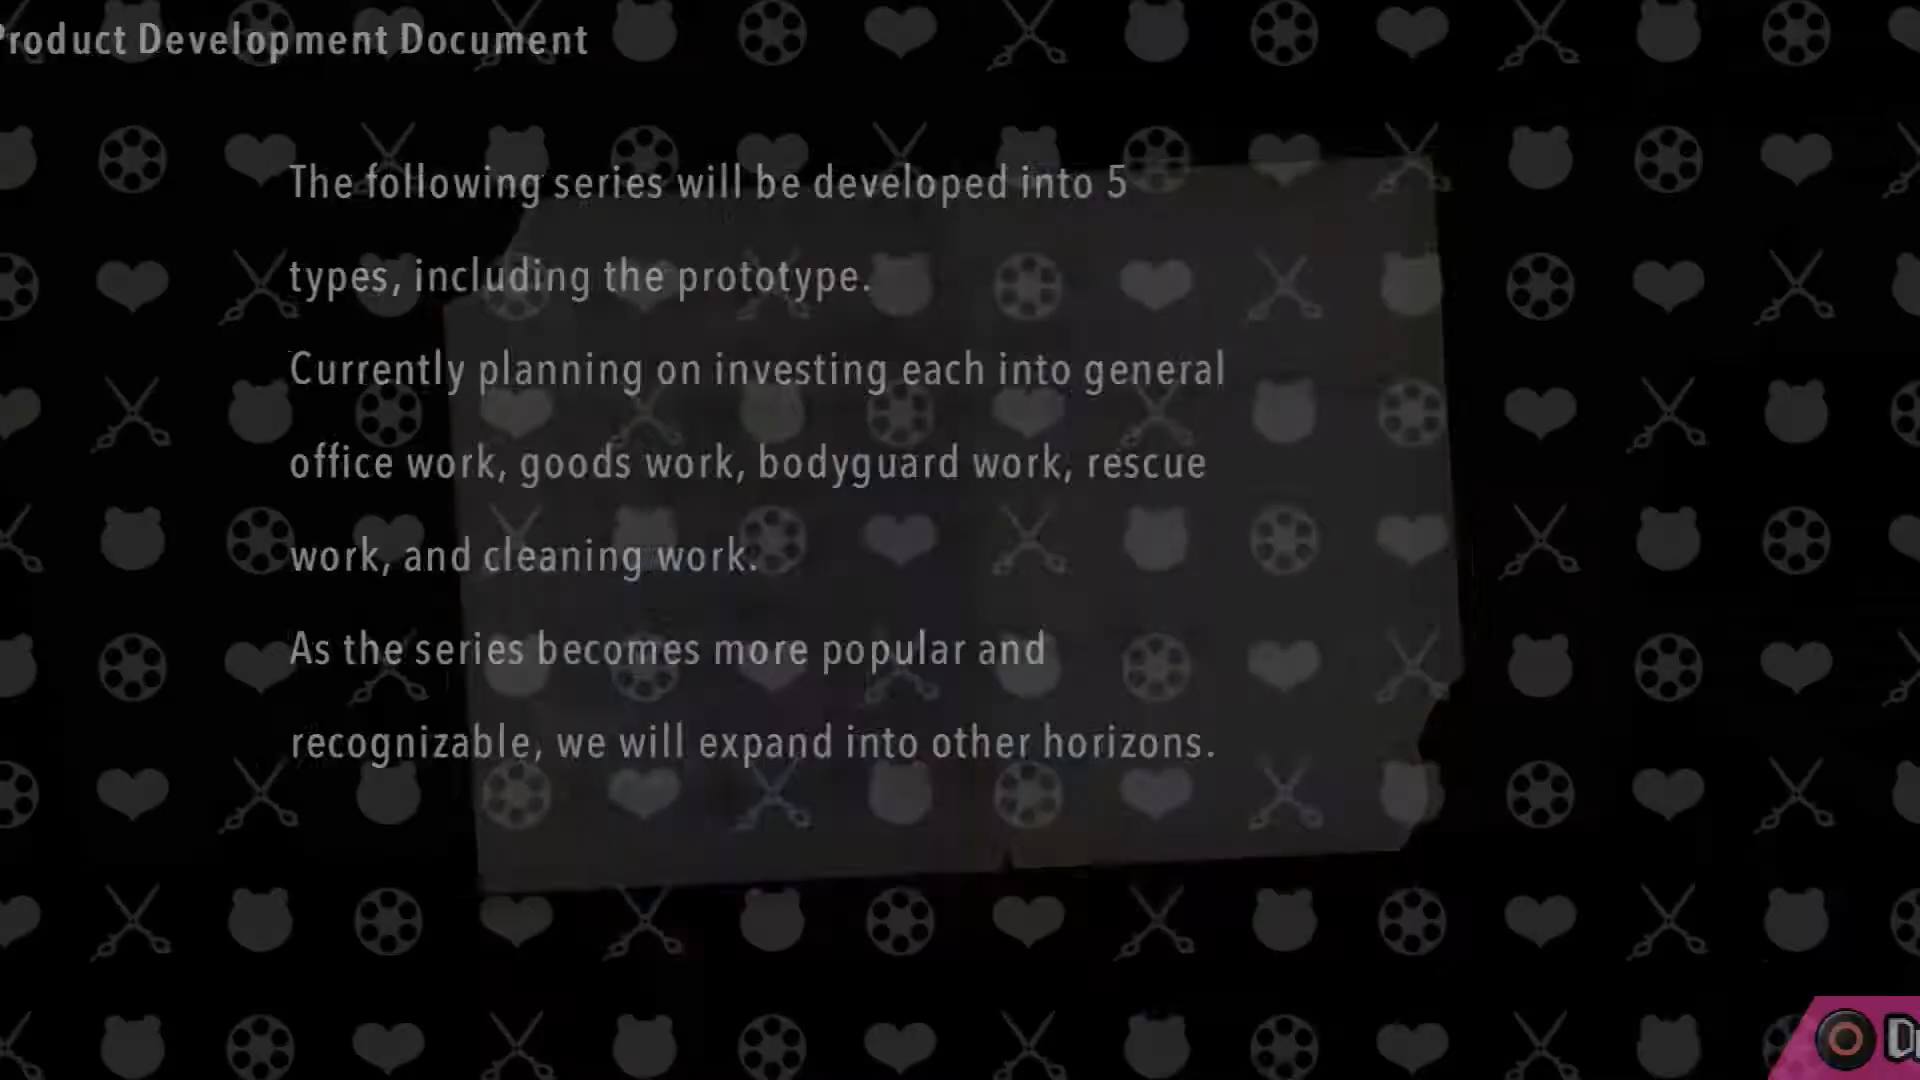 Product Development Document
The following series will be developed into 5
types, including the prototype.
Currently planning on investing each into general
office work, goods work, bodyguard work, rescue
work, and cleaning work.
As the series becomes more popular and
recognizable, we will expand into other horizons.